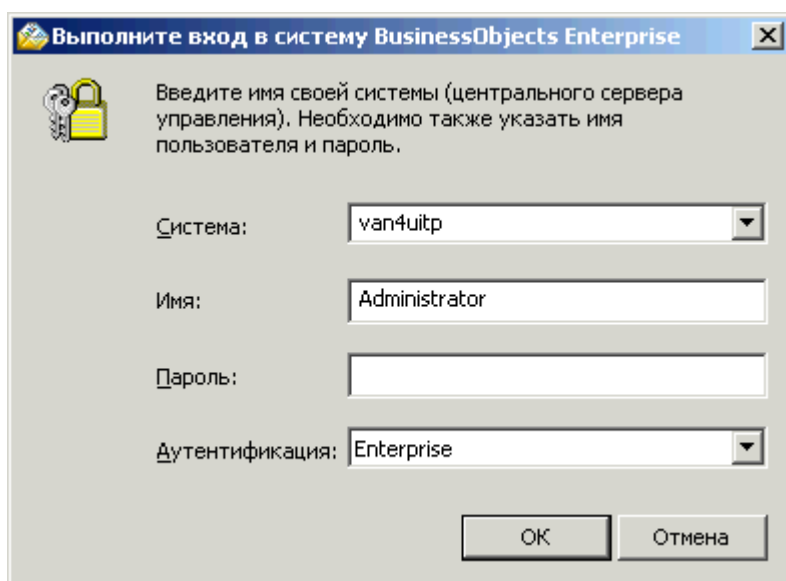 Выполните вход в систему BusinessObjects Enterprise
Введите имя своей системы (центрального сервера
управления). Необходимо также указать имя
пользователя и пароль.
Система: van4uitp
Имя: Administrator
Пароль:
Аутентификация: Enterprise
ОК Отмена